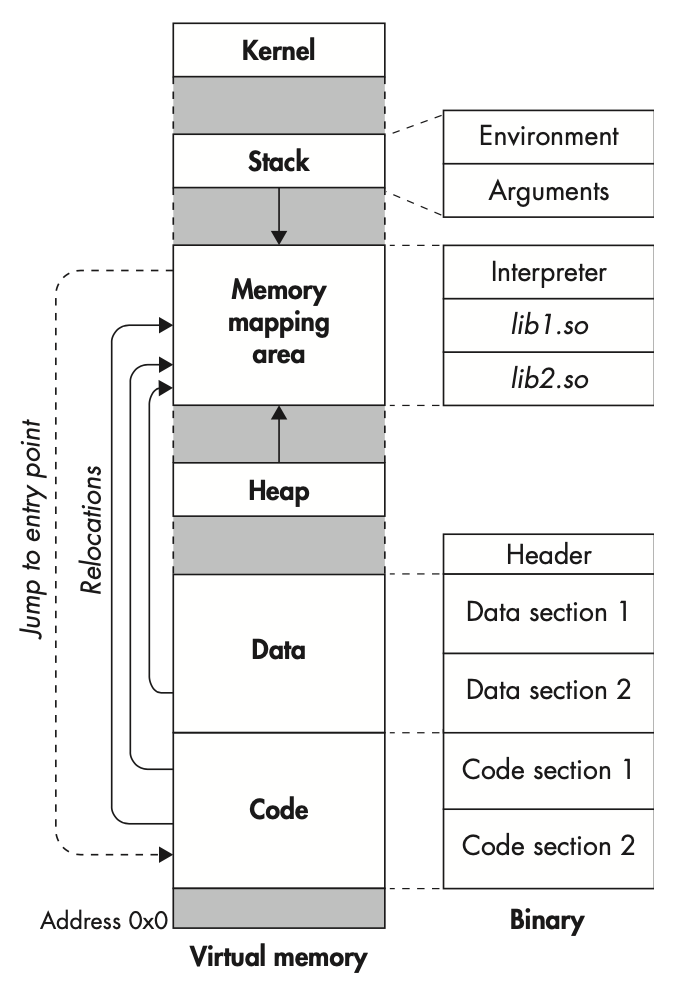 Kernel
Stack
Environment
Arguments
Memory
mapping
area
Interpreter
lib1.so
lib2.so
Jump to entry point
Relocations
Heap
Header
Data
Data section 1
Data section 2
Code
Code section 1
Code section 2
Address 0x0
Binary
Virtual memory